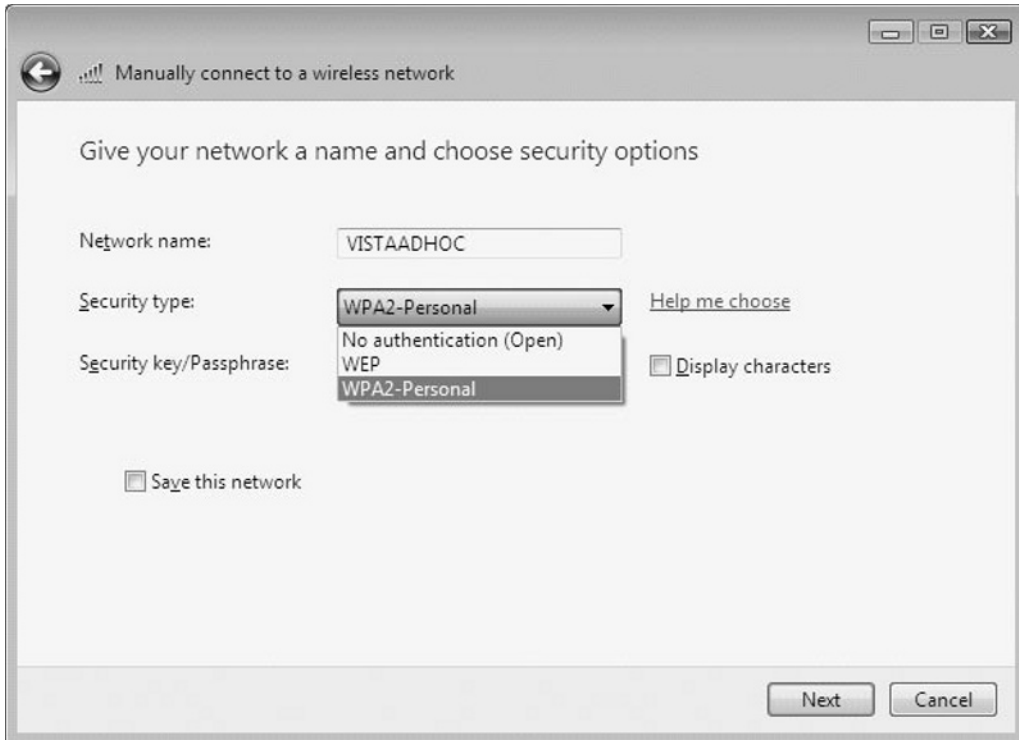 Manually connect to a wireless network
Give your network a name and choose security options
Network name:
VISTAADHOC
Security type:
WPA2-Personal
Help me choose
No authentication (Open)
WEP
WPA2-Personal
Security key/Passphrase:
Display characters
Save this network
Next
Cancel